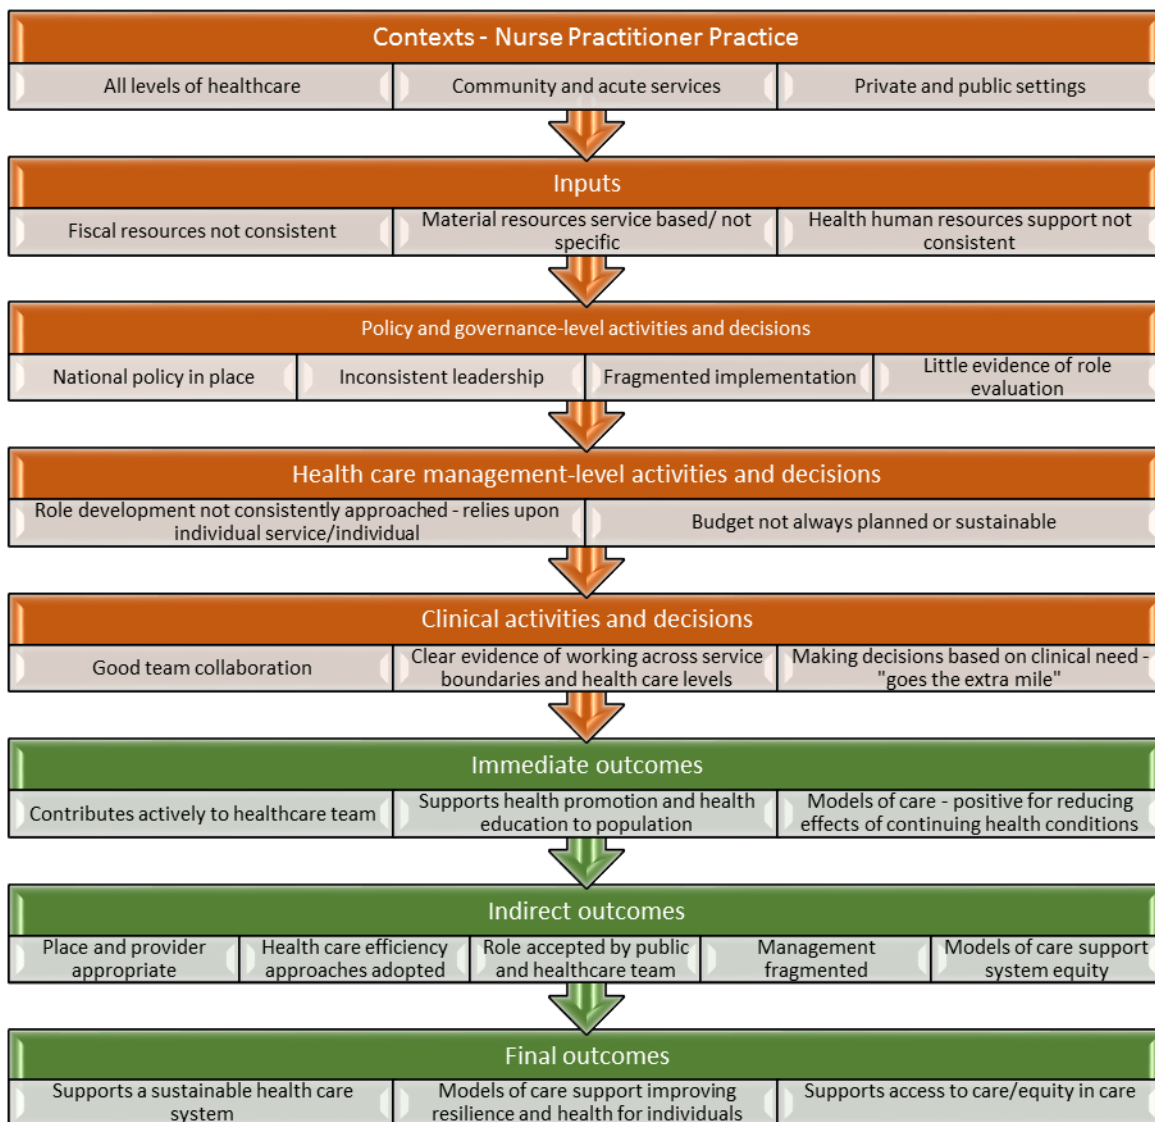 Contexts - Nurse Practitioner Practice
All levels of healthcare
Community and acute services
Private and public settings
Inputs
Fiscal resources not consistent
Material resources service based/ not
specific
Health human resources support not
consistent
Policy and governance-level activities and decisions
National policy in place
Inconsistent leadership
Fragmented implementation
Little evidence of role
evaluation
Health care management-level activities and decisions
Role development not consistently approached - relies upon
individual service/individual
Budget not always planned or sustainable
Clinical activities and decisions
Good team collaboration
Clear evidence of working across service
boundaries and health care levels
Making decisions based on clinical need -
"goes the extra mile"
Immediate outcomes
Contributes actively to healthcare team
Supports health promotion and health
education to population
Models of care - positive for reducing
effects of continuing health conditions
Indirect outcomes
Place and provider
appropriate
Health care efficiency
approaches adopted
Role accepted by public
and healthcare team
Management
fragmented
Models of care support
system equity
Final outcomes
Supports a sustainable health care
system
Models of care support improving
resilience and health for individuals
Supports access to care/equity in care